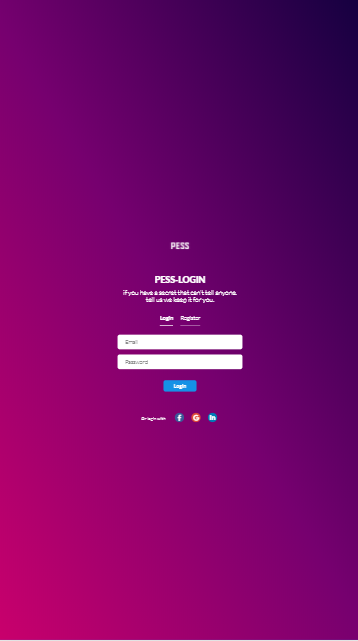 PESS
PESS-LOGIN
if you have a secret that can't tell anyone.
tell us we keep it for you.
Login Register
Email
Password
Login
Or login with